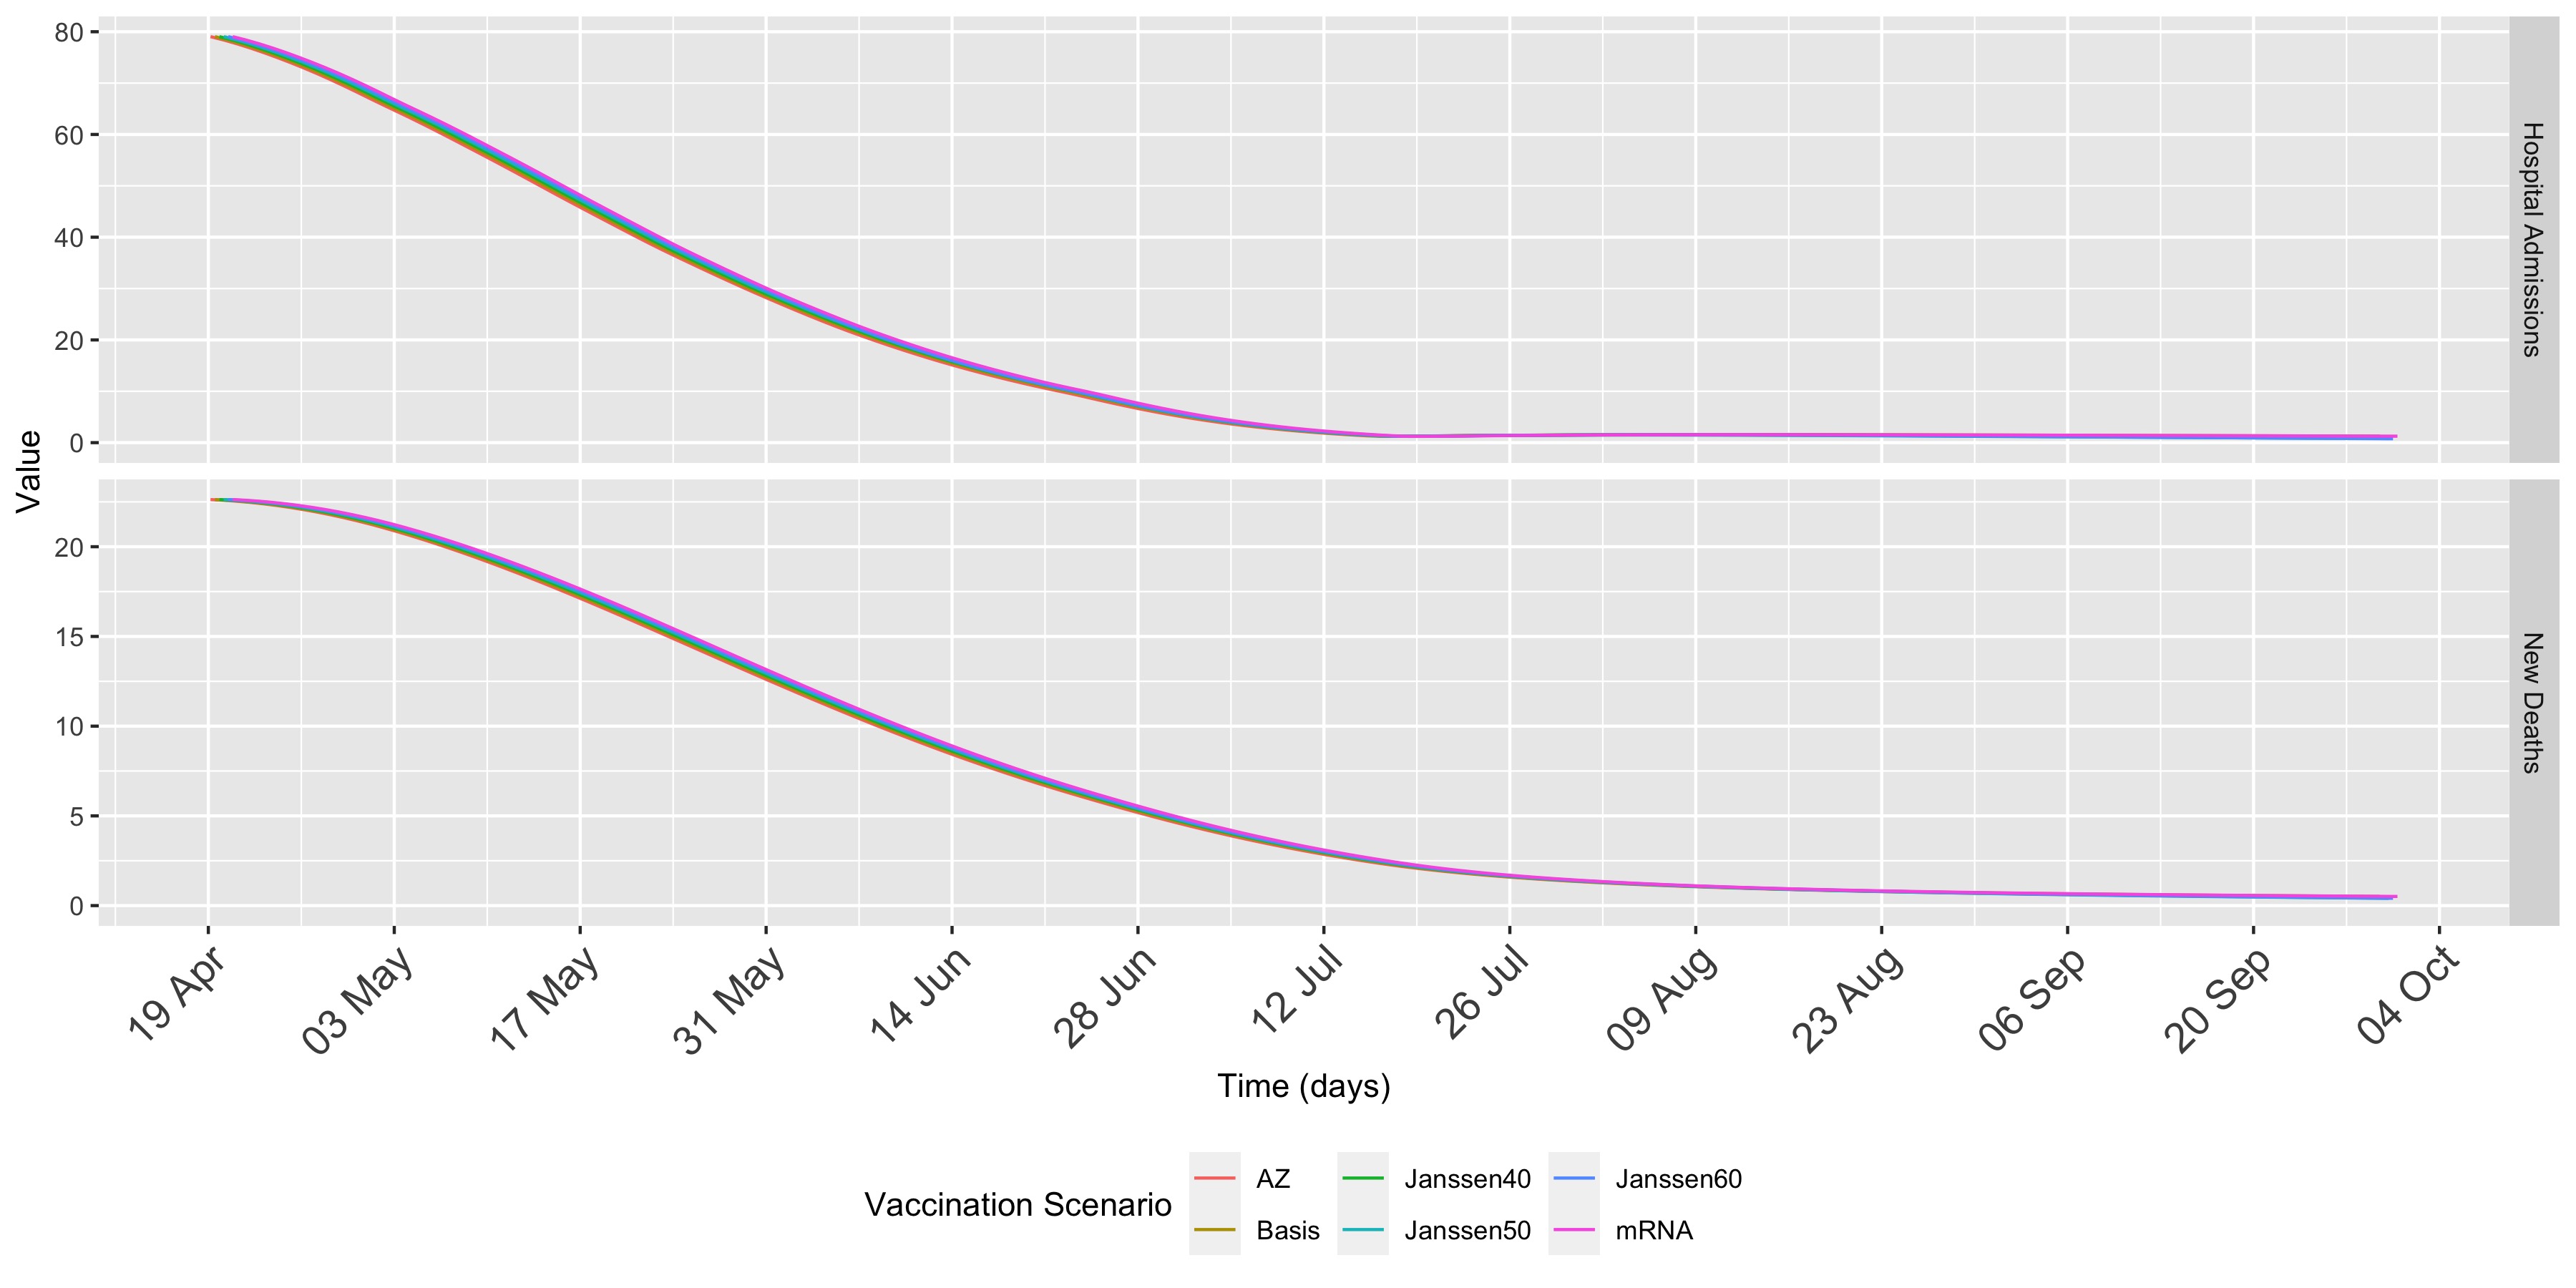 80
60
40
20
0
Hospital Admissions
Value
20
15
10
5
0
New Deaths
19 Apr
03 May
17 May
31 May
14 Jun
28 Jun
12 Jul
26 Jul
09 Aug
23 Aug
06 Sep
20 Sep
04 Oct
Time (days)
Vaccination Scenario
AZ
Janssen40
Janssen60
Basis
Janssen50
mRNA